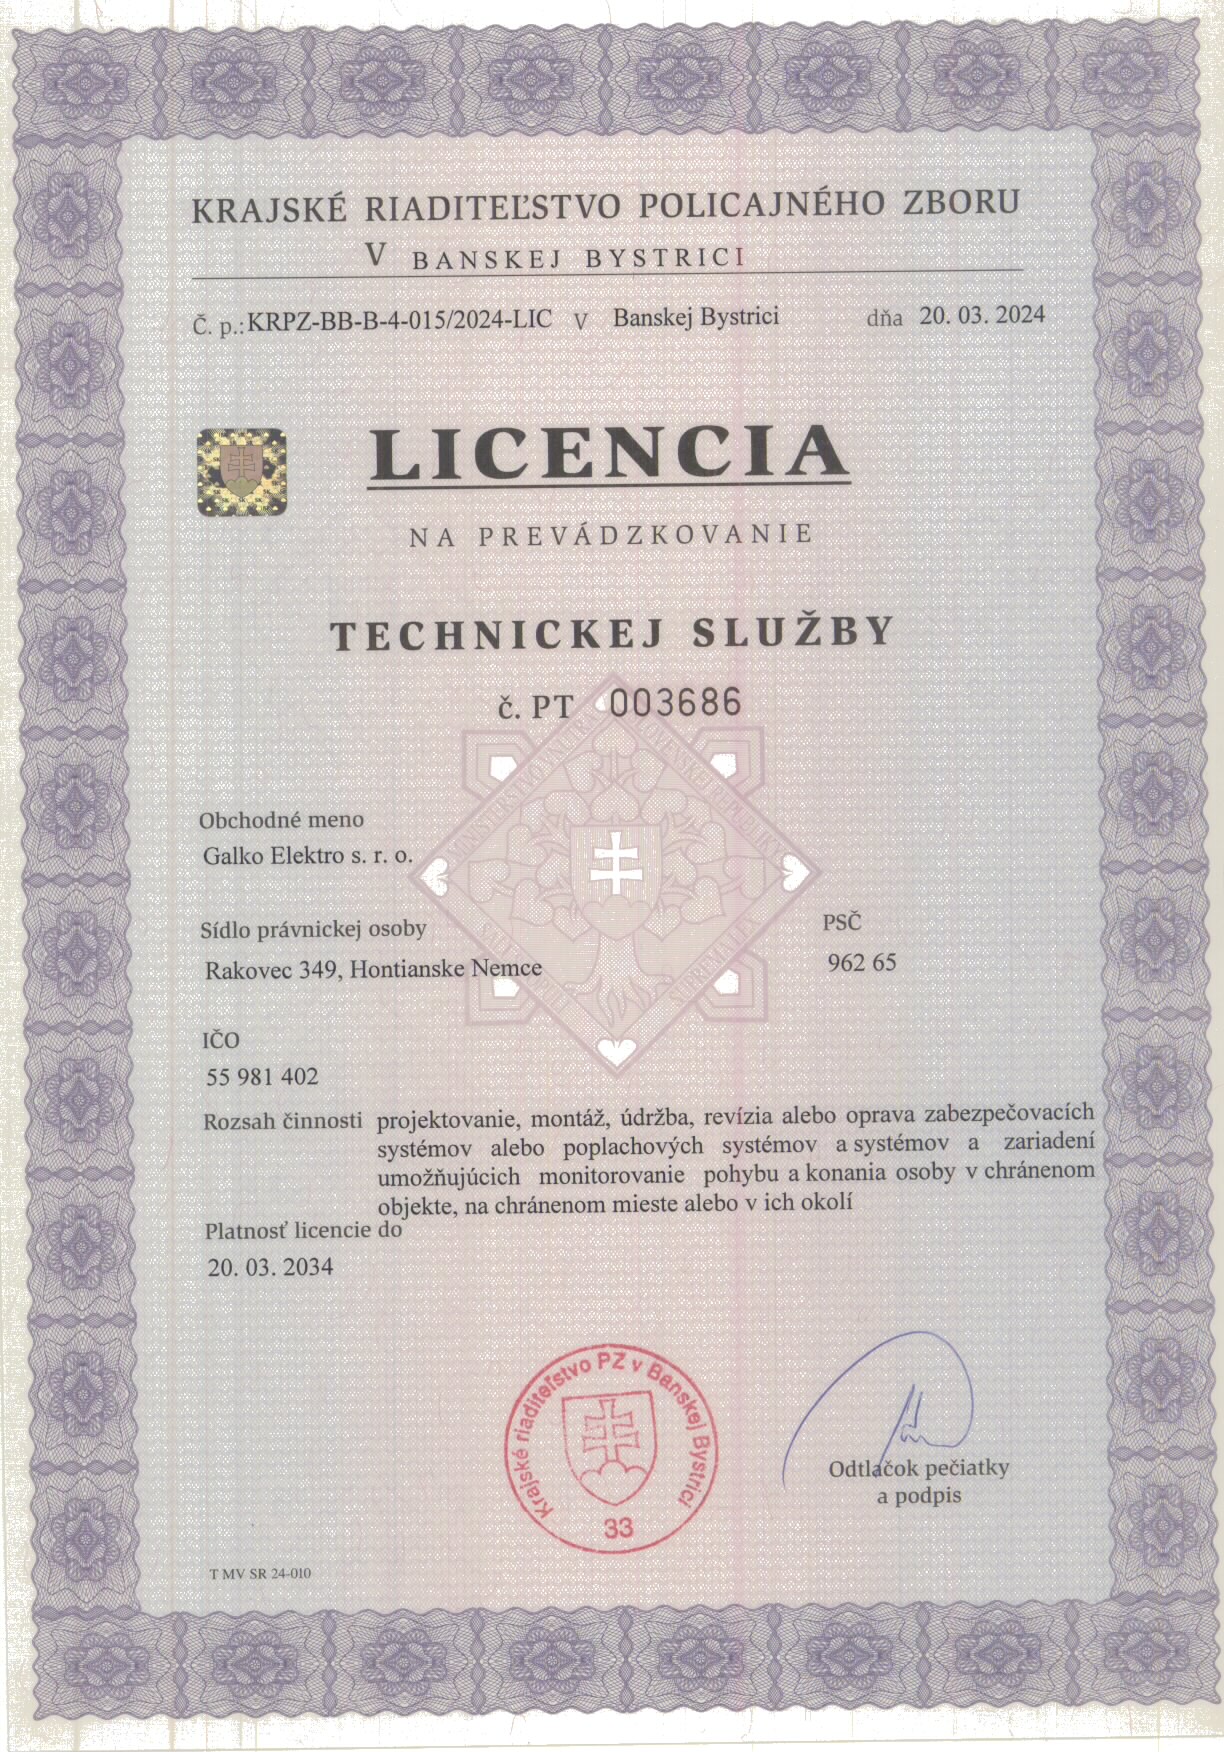 KRAJSKÉ RIADITEĽSTVO POLICAJNÉHO ZBORU
V BANSKEJ BYSTRICI
Č. p.: KRPZ-BB-B-4-015/2024-LIC V Banskej Bystrici dňa 20. 03. 2024
LICENCIA
NA PREVÁDZKOVANIE
TECHNICKEJ SLUŽBY
č. PT 003686
Obchodné meno
Galko Elektro s. r. o.
Sídlo právnickej osoby PSČ
Rakovec 349, Hontianske Nemce 962 65
IČO
55 981 402
Rozsah činnosti projektovanie, montáž, údržba, revízia alebo oprava zabezpečovacích
systémov alebo poplachových systémov a systémov a zariadení
umožňujúcich monitorovanie pohybu a konania osoby v chránenom
objekte, na chránenom mieste alebo v ich okolí
Platnosť licencie do
20. 03. 2034
Krajské riaditeľstvo PZ v Banskej Bystrici
33
Odtlačok pečiatky
a podpis
T MV SR 24-010